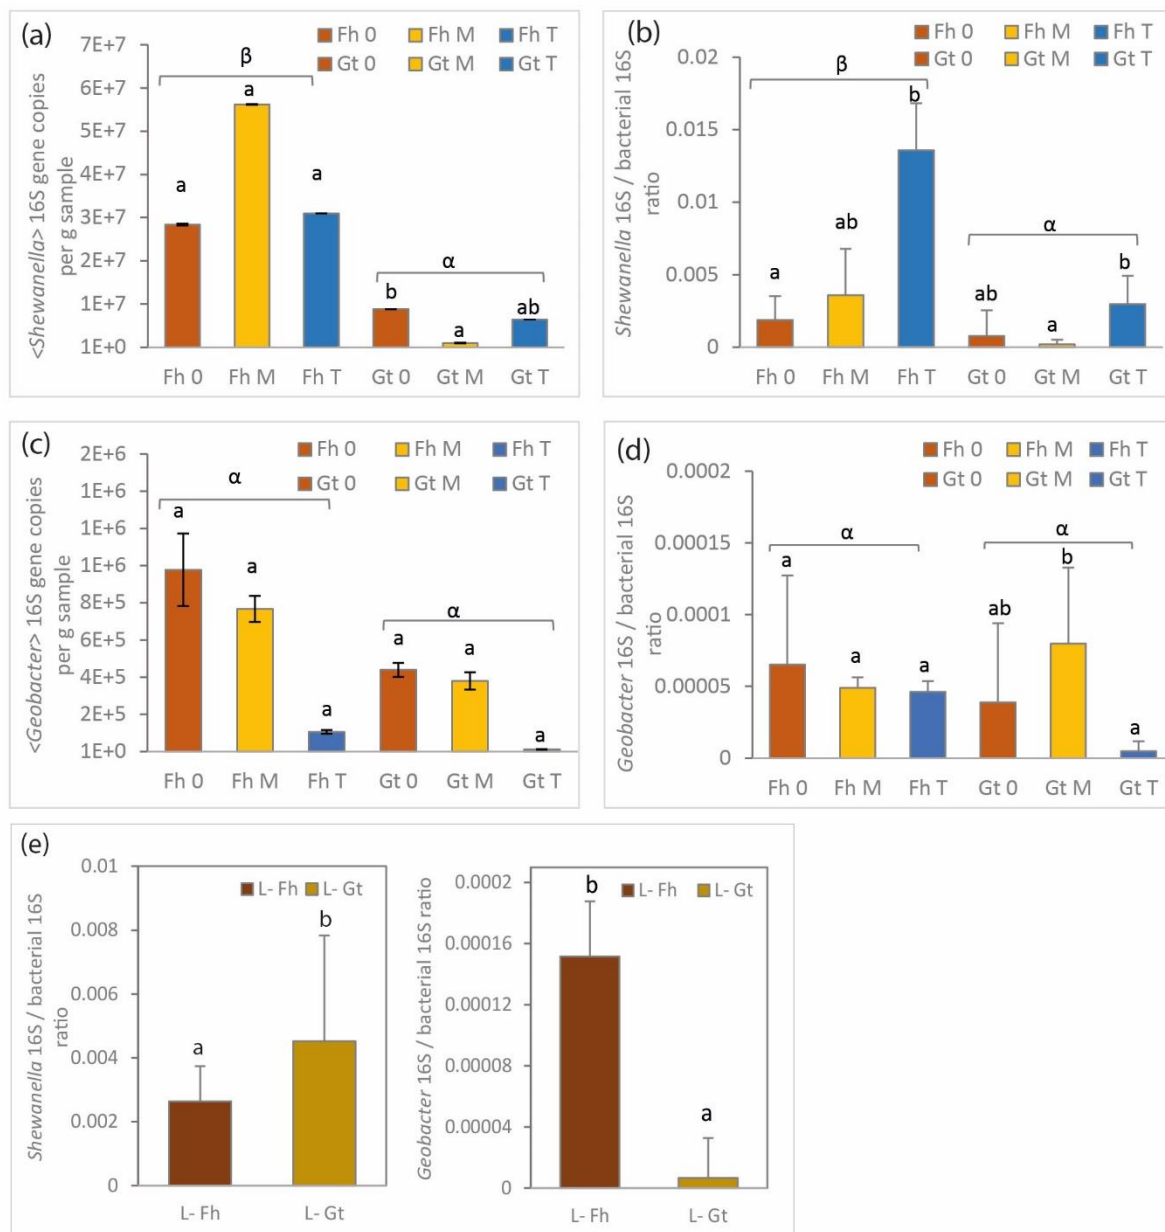 (a)
Fh 0 Fh M Fh T
Gt 0 Gt M Gt T
<Shewanella> 16S gene copies
per g sample
7E+7
6E+7
5E+7
4E+7
3E+7
2E+7
1E+7
1E+0
β
a
a
a
α
b
a
ab
Fh 0 Fh M Fh T Gt 0 Gt M Gt T
(b)
Fh 0 Fh M Fh T
Gt 0 Gt M Gt T
Shewanella 16S / bacterial 16S
ratio
0.02
0.015
0.01
0.005
0
β
a
ab
b
α
ab
a
b
Fh 0 Fh M Fh T Gt 0 Gt M Gt T
(c)
Fh 0 Fh M Fh T
Gt 0 Gt M Gt T
<Geobacter> 16S gene copies
per g sample
2E+6
1E+6
1E+6
1E+6
8E+5
6E+5
4E+5
2E+5
1E+0
α
a
a
a
α
a
a
a
Fh 0 Fh M Fh T Gt 0 Gt M Gt T
(d)
Fh 0 Fh M Fh T
Gt 0 Gt M Gt T
Geobacter 16S / bacterial 16S
ratio
0.0002
0.00015
0.0001
0.00005
0
α
a
a
a
α
ab
b
a
Fh 0 Fh M Fh T Gt 0 Gt M Gt T
(e)
L- Fh L- Gt
Shewanella 16S / bacterial 16S
ratio
0.01
0.008
0.006
0.004
0.002
0
a
b
L- Fh L- Gt
L- Fh L- Gt
Geobacter 16S / bacterial 16S ratio
0.0002
0.00016
0.00012
0.00008
0.00004
0
b
a
L- Fh L- Gt